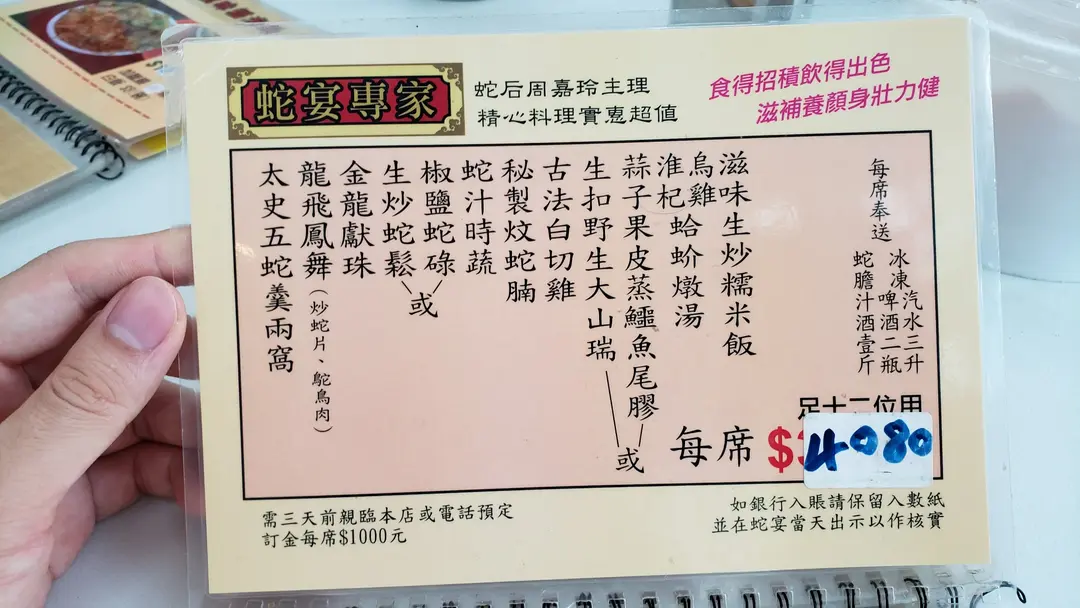 蛇宴專家
蛇后周嘉玲主理
精心料理實惠超值
食得招積飲得出色
滋補養顏身壯力健
太史五蛇羹兩窩
龍飛鳳舞（炒蛇片、鴕鳥肉）
金龍獻珠
生炒蛇鬆
或
椒鹽蛇碌
蛇汁時蔬
秘製炆蛇腩
古法白切雞
生扣野生大山瑞
或
蒜子果皮蒸鱷魚尾膠
淮杞烏雞蛤蚧燉湯
滋味生炒糯米飯
每席奉送
冰凍
汽水三升
啤酒二瓶
蛇膽汁酒壹斤
足十二位用
每席 $4080
需三天前親臨本店或電話預定
訂金每席$1000元
如銀行入賬請保留入數紙
並在蛇宴當天出示以作核實